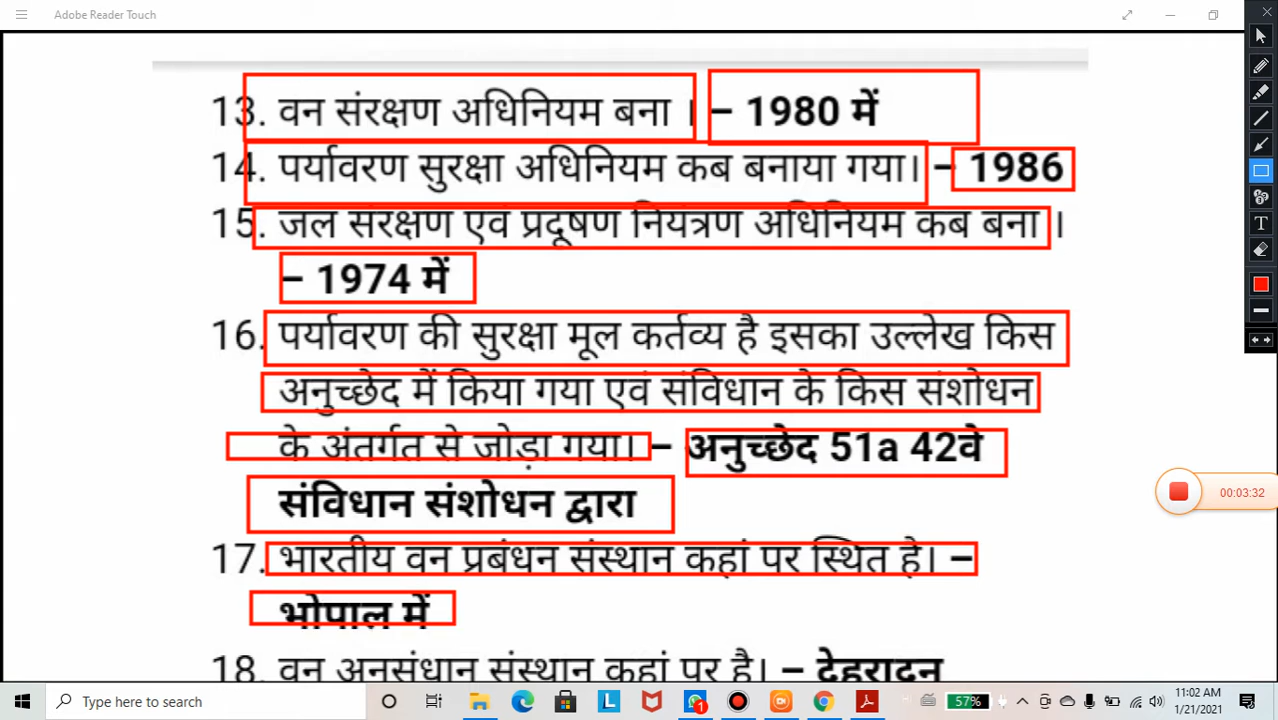 Adobe Reader Touch
13. वन संरक्षण अधिनियम बना । – 1980 में
14. पर्यावरण सुरक्षा अधिनियम कब बनाया गया। – 1986
15. जल संरक्षण एवं प्रदूषण नियंत्रण अधिनियम कब बना ।
– 1974 में
16. पर्यावरण की सुरक्षा मूल कर्तव्य है इसका उल्लेख किस
अनुच्छेद में किया गया एवं संविधान के किस संशोधन
के अंतर्गत से जोड़ा गया। – अनुच्छेद 51a 42वे
संविधान संशोधन द्वारा
17. भारतीय वन प्रबंधन संस्थान कहां पर स्थित हे। –
भोपाल में
18. वन अनुसंधान संस्थान कहां पर है। – देहरादून
00:03:32
Type here to search
57%
11:02 AM
1/21/2021